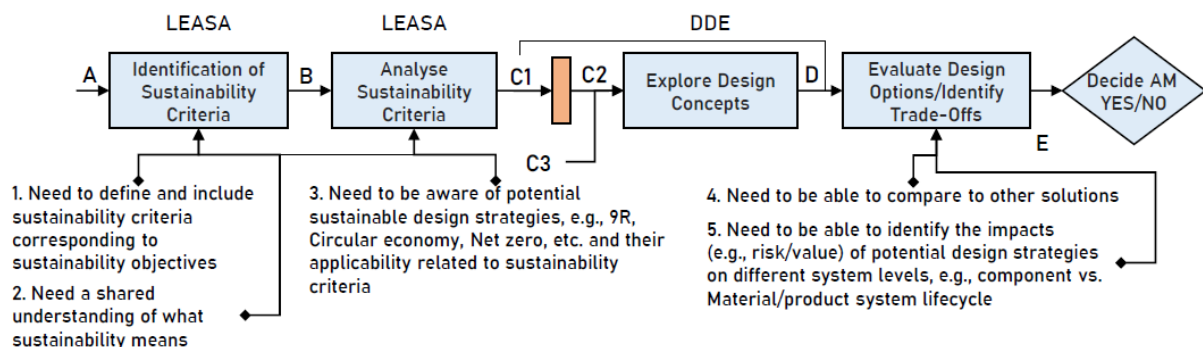 LEASA
LEASA
DDE
A
Identification of
Sustainability
Criteria
B
Analyse
Sustainability
Criteria
C1
C2
C3
Explore Design
Concepts
D
Evaluate Design
Options/Identify
Trade-Offs
E
Decide AM
YES/NO
1. Need to define and include
sustainability criteria
corresponding to
sustainability objectives
2. Need a shared
understanding of what
sustainability means
3. Need to be aware of potential
sustainable design strategies, e.g., 9R,
Circular economy, Net zero, etc. and their
applicability related to sustainability
criteria
4. Need to be able to compare to other solutions
5. Need to be able to identify the impacts
(e.g., risk/value) of potential design strategies
on different system levels, e.g., component vs.
Material/product system lifecycle